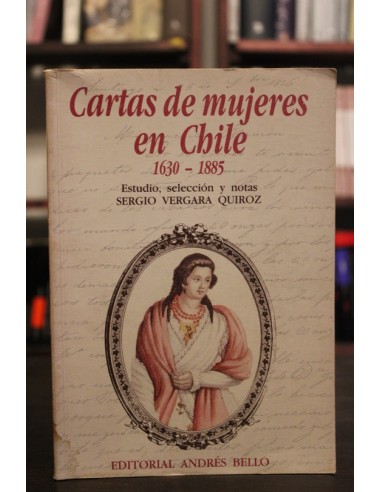 Cartas de mujeres
en Chile
1630 - 1885
Estudio, selección y notas
SERGIO VERGARA QUIROZ
EDITORIAL ANDRÉS BELLO